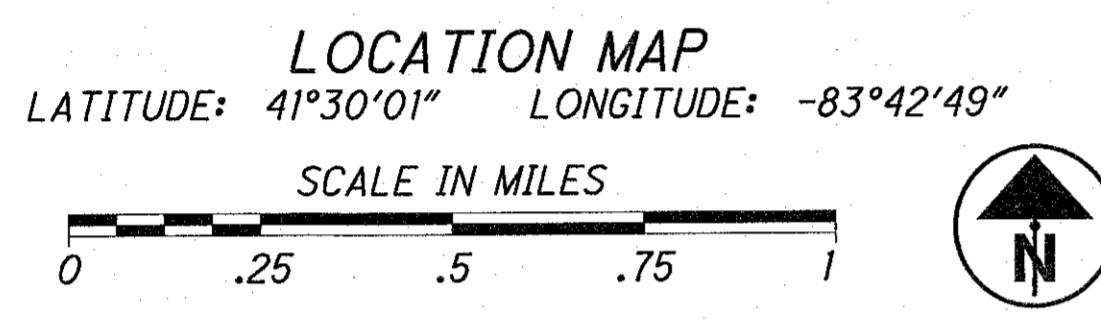 LOCATION MAP
LATITUDE: 41°30'01" LONGITUDE: -83°42'49"
SCALE IN MILES
0 .25 .5 .75 1
N